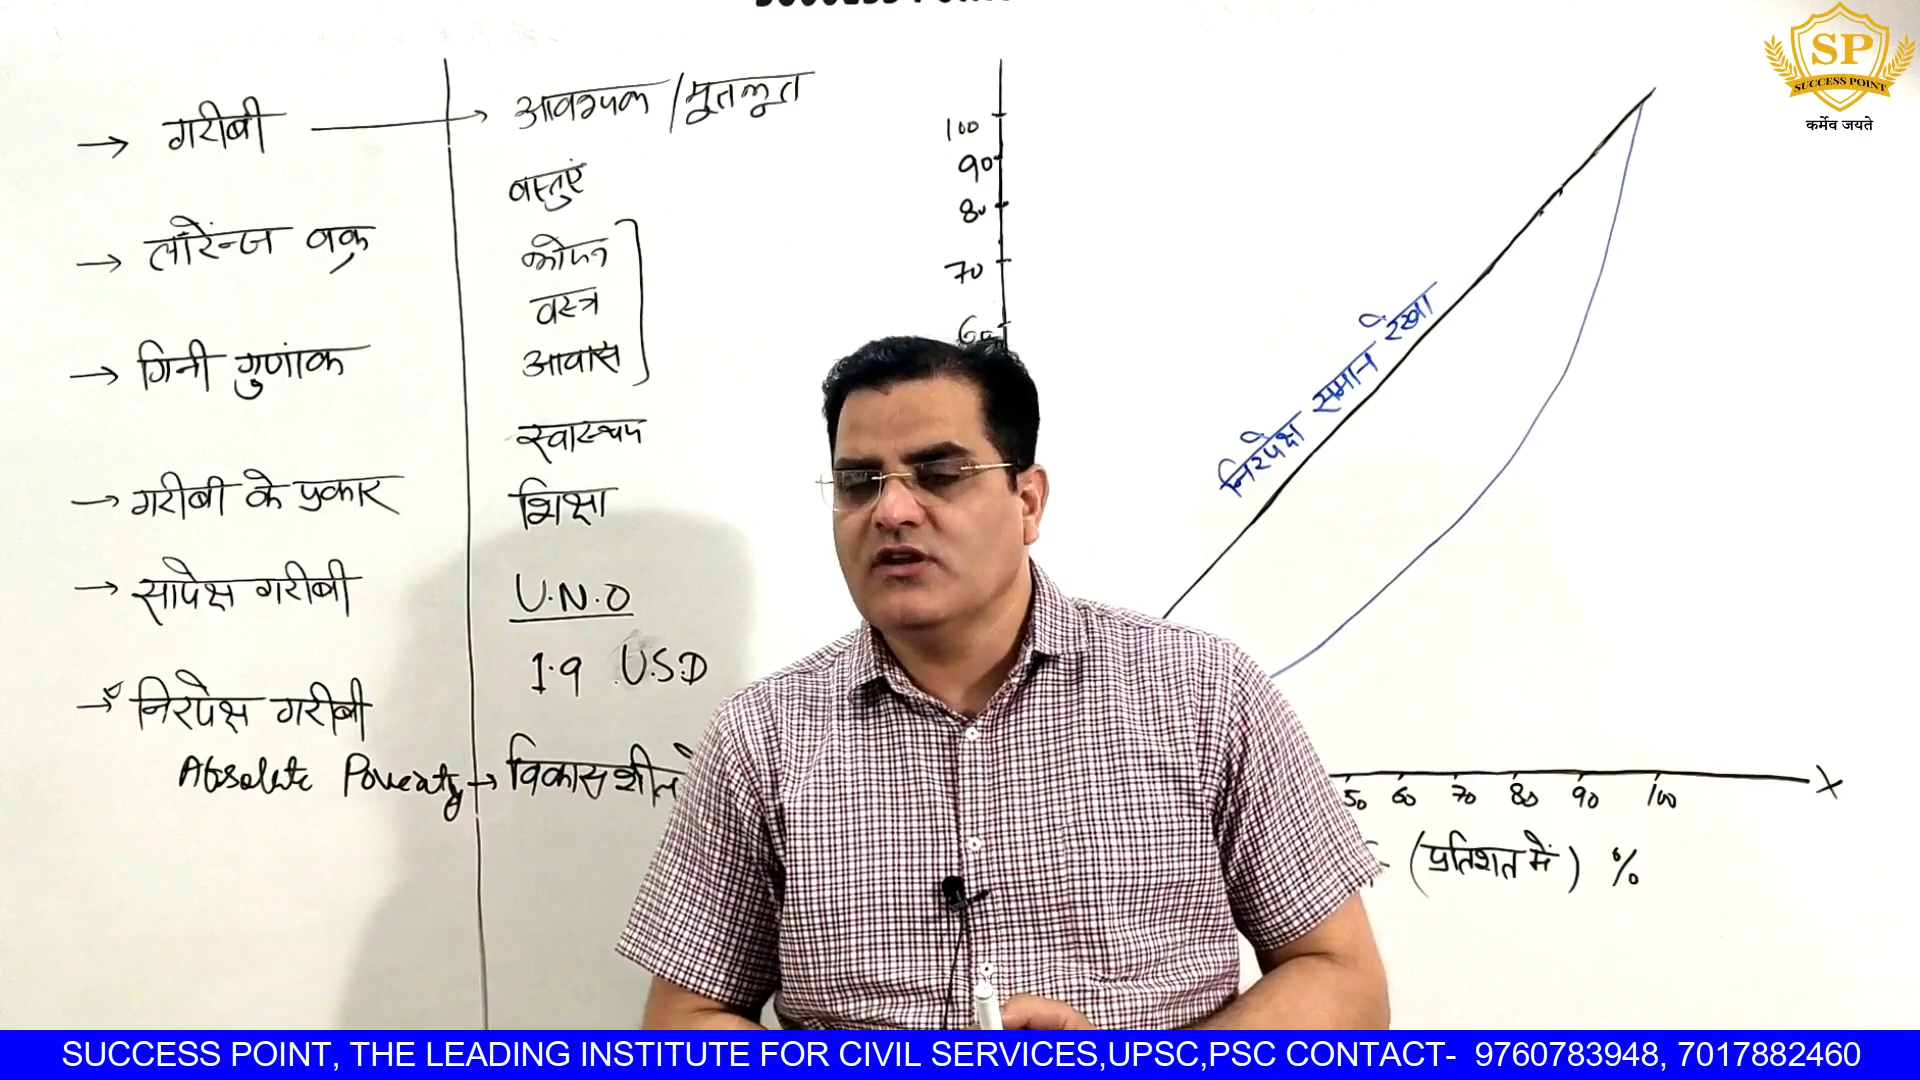 SP
SUCCESS POINT
कर्मेव जयते
→ गरीबी → आवश्यक / मूलभूत
वस्तुएं
भोजन
वस्त्र
आवास
स्वास्थ्य
शिक्षा
U.N.O
1.9 U.S.D
→ लॉरेन्ज वक्र
→ गिनी गुणांक
→ गरीबी के प्रकार
→ सापेक्ष गरीबी
→ निरपेक्ष गरीबी
Absolute Poverty → विकासशील
100
90
80
70
60
निरपेक्ष समान रेखा
50 60 70 80 90 100 X
(प्रतिशत में) %
SUCCESS POINT, THE LEADING INSTITUTE FOR CIVIL SERVICES,UPSC,PSC CONTACT- 9760783948, 7017882460